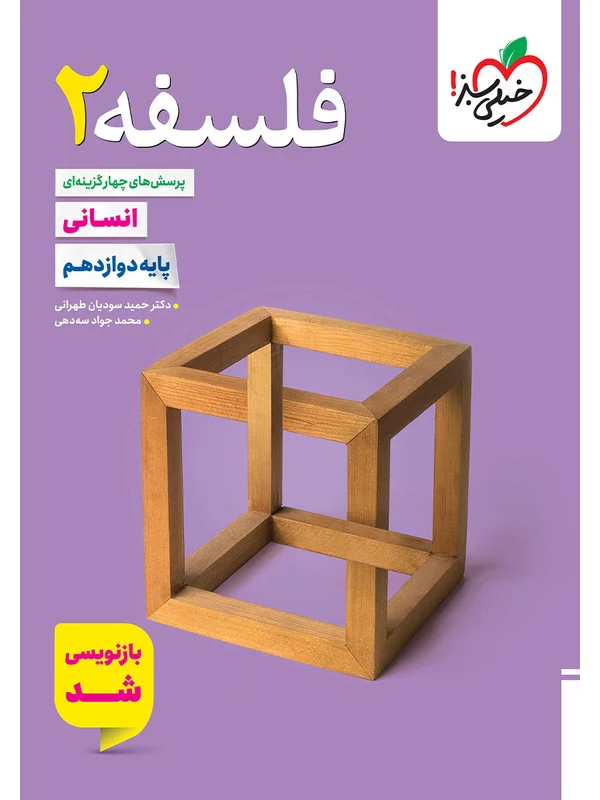 خیلی سبز!
فلسفه ۲
پرسش‌های چهارگزینه‌ای
انسانی
پایه دوازدهم
دکتر حمید سودیان طهرانی
محمد جواد سه‌دهی
بازنویسی
شد